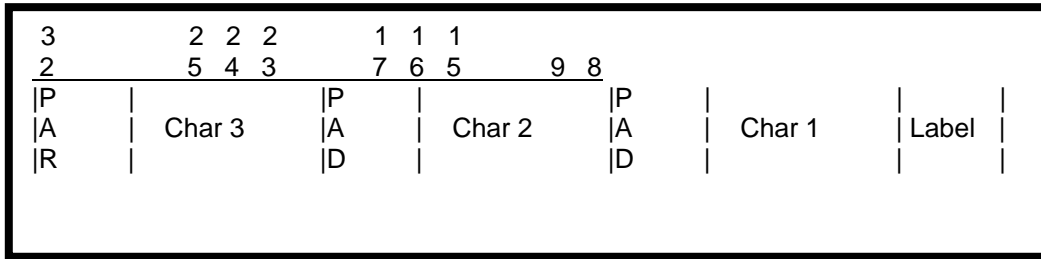 3 2 2 2 1 1 1
2 5 4 3 7 6 5 9 8
|P | |P | |P | | |
|A | Char 3 |A | Char 2 |A | Char 1 | Label |
|R | |D | |D | | |